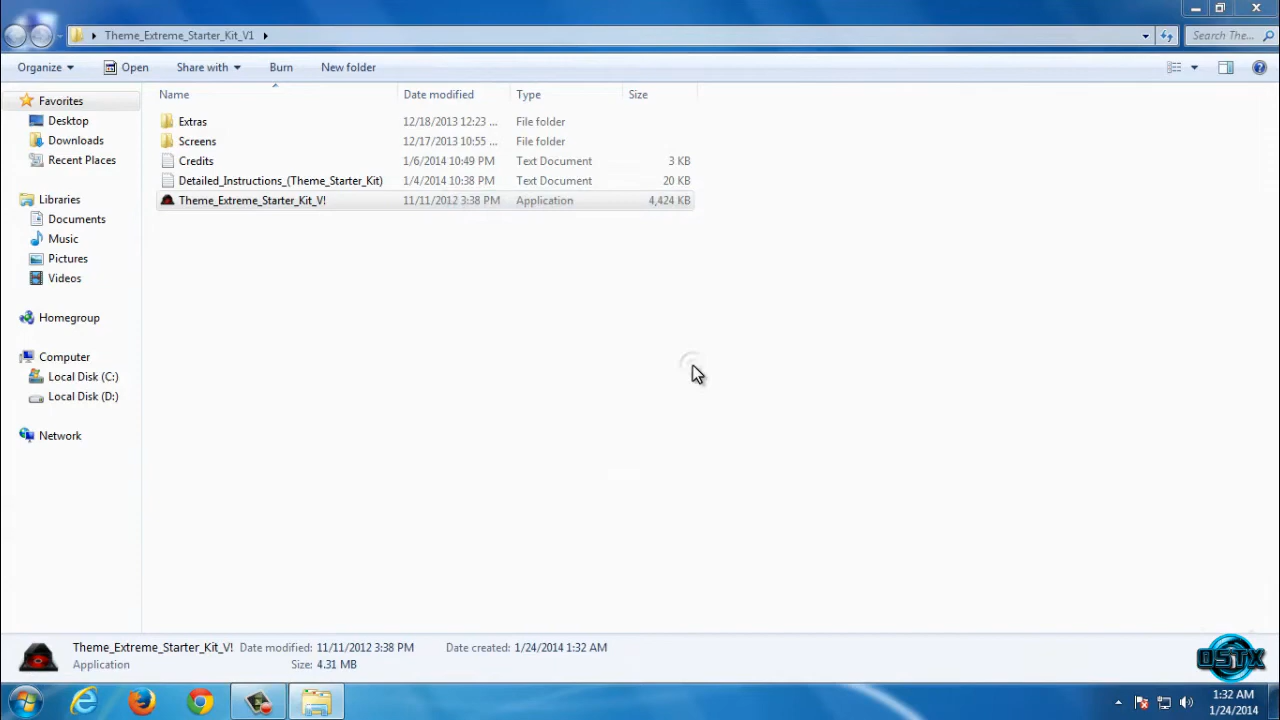 Theme_Extreme_Starter_Kit_V1
Search The...
Organize Open Share with Burn New folder
Name Date modified Type Size
Favorites
Desktop
Downloads
Recent Places
Libraries
Documents
Music
Pictures
Videos
Homegroup
Computer
Local Disk (C:)
Local Disk (D:)
Network
Extras 12/18/2013 12:23 ... File folder
Screens 12/17/2013 10:55 ... File folder
Credits 1/6/2014 10:49 PM Text Document 3 KB
Detailed_Instructions_(Theme_Starter_Kit) 1/4/2014 10:38 PM Text Document 20 KB
Theme_Extreme_Starter_Kit_V! 11/11/2012 3:38 PM Application 4,424 KB
Theme_Extreme_Starter_Kit_V! Date modified: 11/11/2012 3:38 PM Date created: 1/24/2014 1:32 AM
Application Size: 4.31 MB
OSTX
1:32 AM
1/24/2014